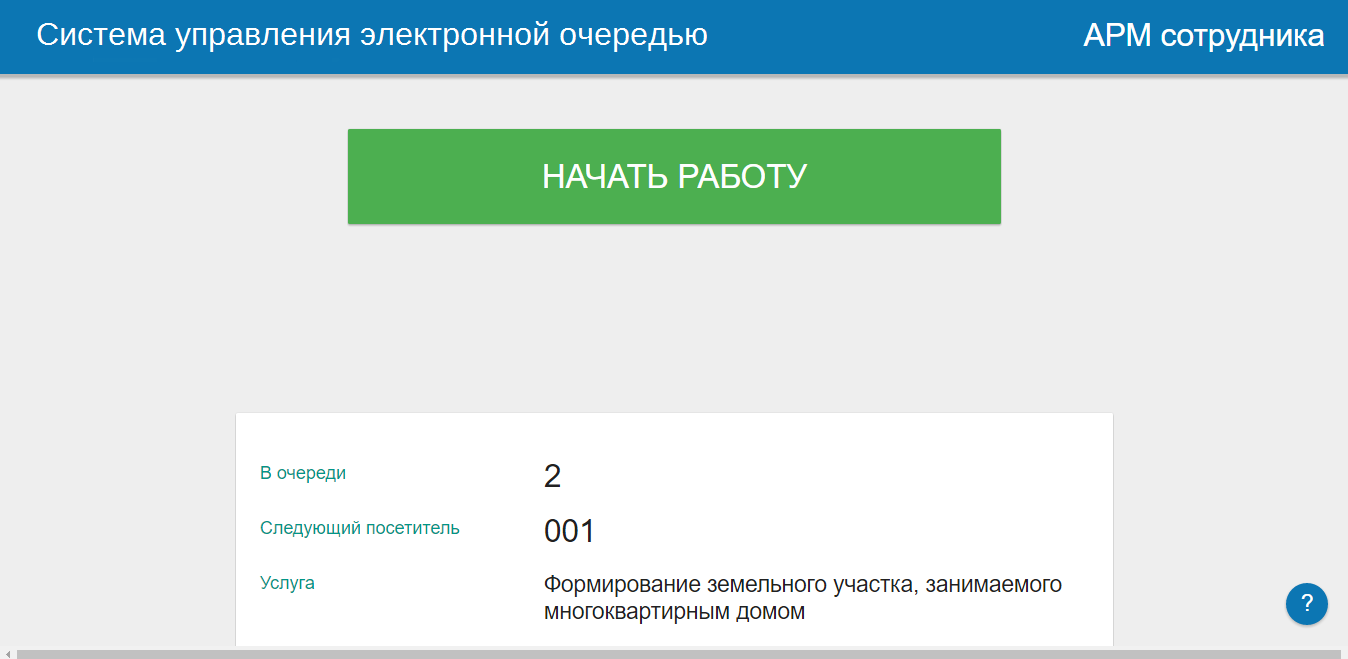 Система управления электронной очередью
АРМ сотрудника
НАЧАТЬ РАБОТУ
В очереди
2
Следующий посетитель
001
Услуга
Формирование земельного участка, занимаемого
многоквартирным домом
?